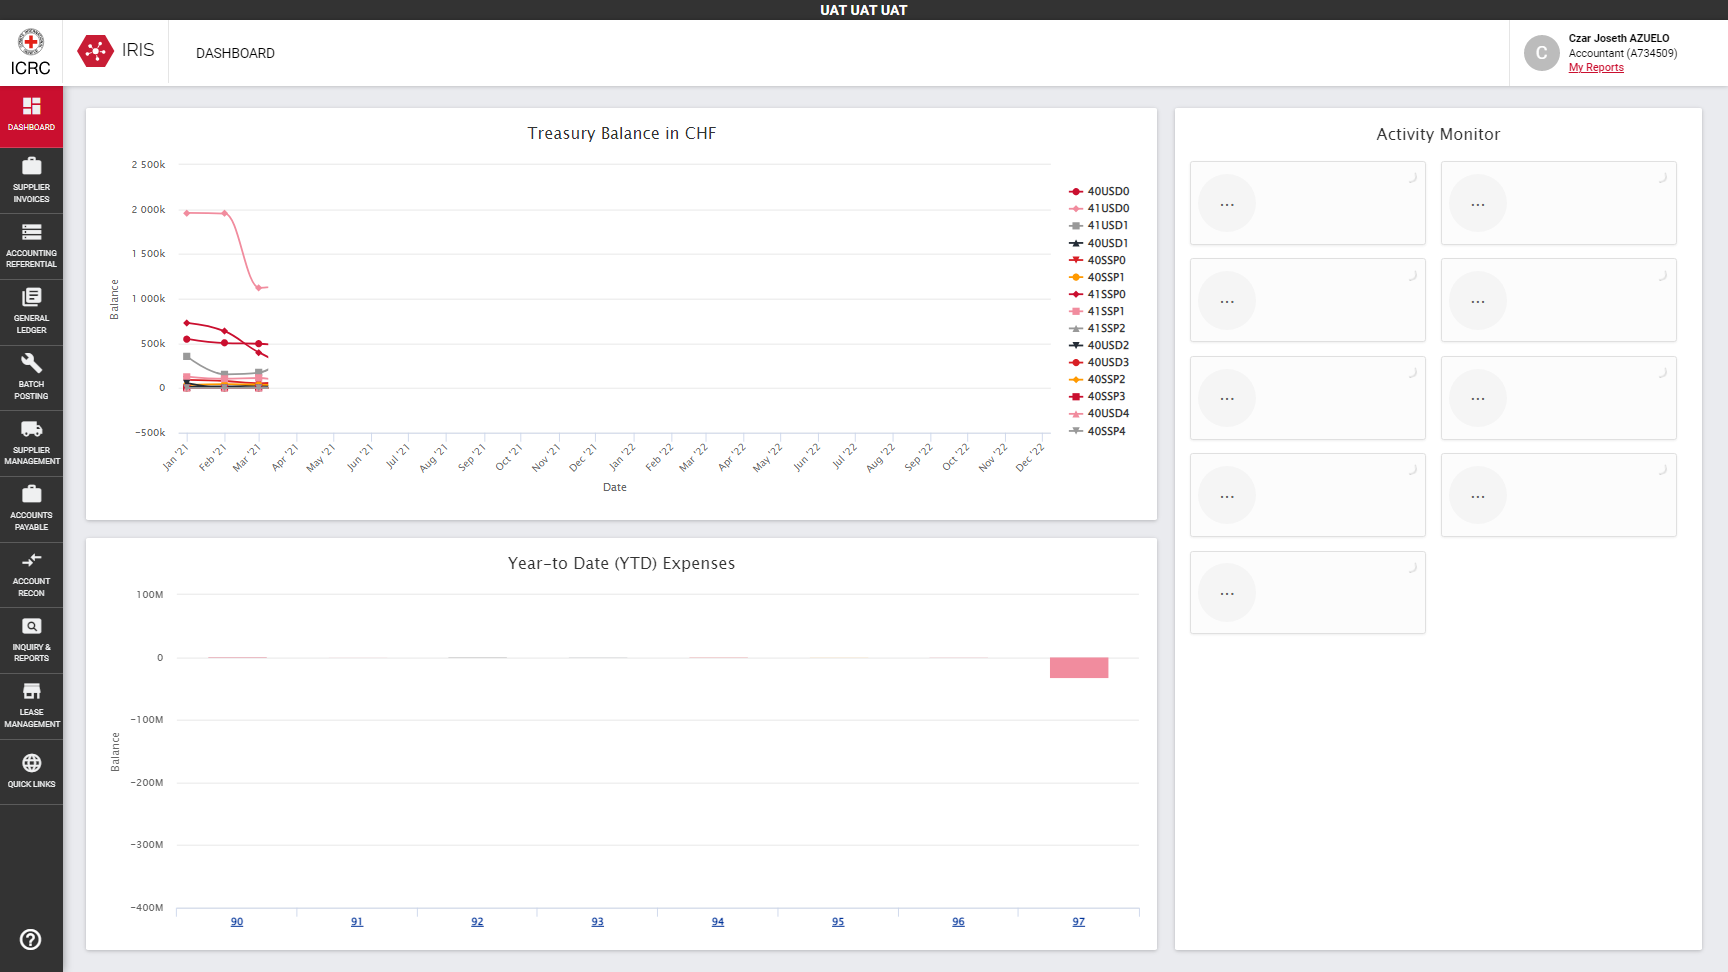 UAT UAT UAT
ICRC
IRIS
DASHBOARD
C
Czar Joseth AZUELO
Accountant (A734509)
My Reports
DASHBOARD
SUPPLIER
INVOICES
ACCOUNTING
REFERENTIAL
GENERAL
LEDGER
BATCH
POSTING
SUPPLIER
MANAGEMENT
ACCOUNTS
PAYABLE
ACCOUNT
RECON
INQUIRY &
REPORTS
LEASE
MANAGEMENT
QUICK LINKS
Treasury Balance in CHF
2 500k
2 000k
1 500k
1 000k
500k
0
-500k
Balance
Jan '21
Feb '21
Mar '21
Apr '21
May '21
Jun '21
Jul '21
Aug '21
Sep '21
Oct '21
Nov '21
Dec '21
Jan '22
Feb '22
Mar '22
Apr '22
May '22
Jun '22
Jul '22
Aug '22
Sep '22
Oct '22
Nov '22
Dec '22
Date
40USD0
41USD0
41USD1
40USD1
40SSP0
40SSP1
41SSP0
41SSP1
41SSP2
40USD2
40USD3
40SSP2
40SSP3
40USD4
40SSP4
Year-to Date (YTD) Expenses
100M
0
-100M
-200M
-300M
-400M
Balance
90
91
92
93
94
95
96
97
Activity Monitor
...
...
...
...
...
...
...
...
...